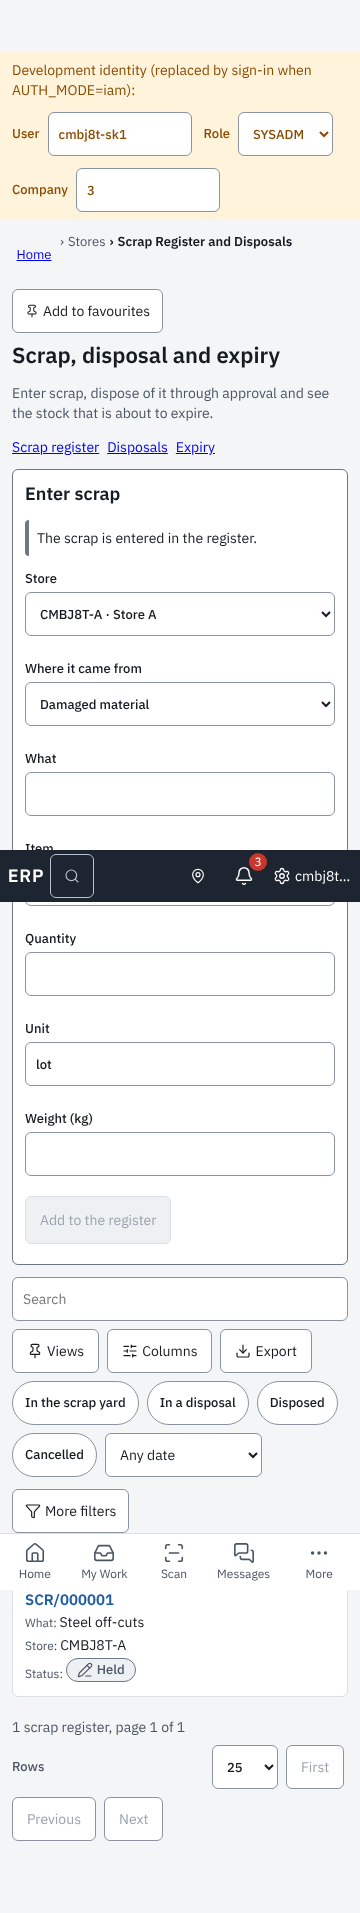 Development identity (replaced by sign-in when
AUTH_MODE=iam):
User cmbj8t-sk1 Role SYSADM
Company 3
Home › Stores › Scrap Register and Disposals
Add to favourites
Scrap, disposal and expiry
Enter scrap, dispose of it through approval and see
the stock that is about to expire.
Scrap register Disposals Expiry
Enter scrap
The scrap is entered in the register.
Store
CMBJ8T-A · Store A
Where it came from
Damaged material
What
Item
ERP 3 cmbj8t...
Quantity
Unit
lot
Weight (kg)
Add to the register
Search
Views Columns Export
In the scrap yard In a disposal Disposed
Cancelled Any date
More filters
Home My Work Scan Messages More
SCR/000001
What: Steel off-cuts
Store: CMBJ8T-A
Status: Held
1 scrap register, page 1 of 1
Rows 25 First
Previous Next